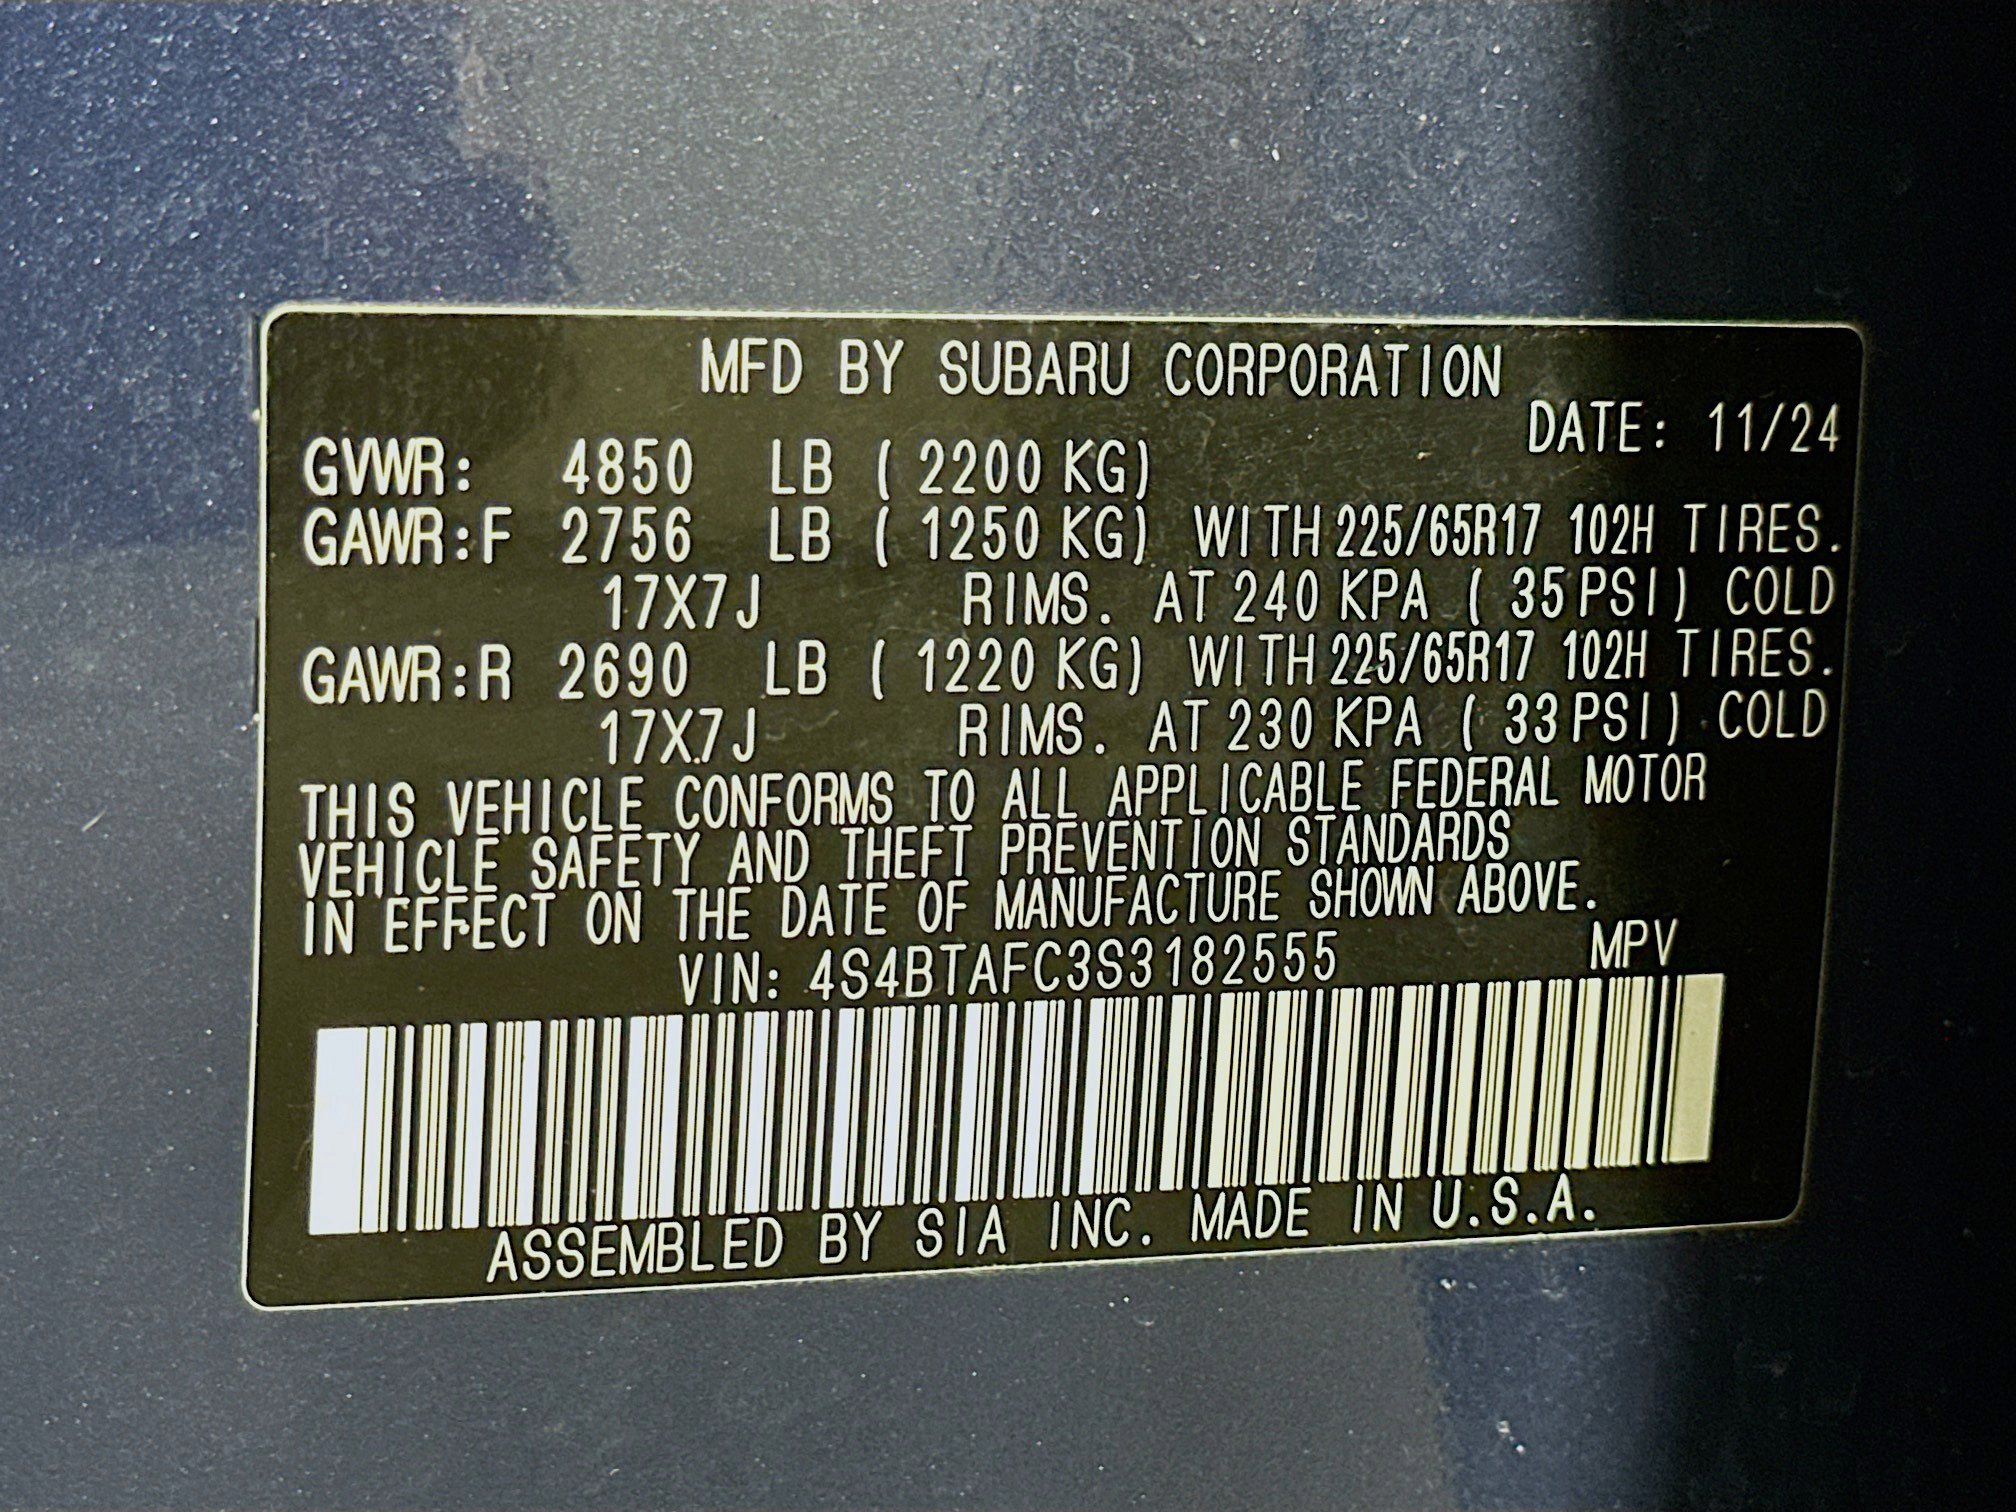 MFD BY SUBARU CORPORATION
DATE: 11/24
GVWR: 4850 LB ( 2200 KG)
GAWR:F 2756 LB ( 1250 KG) WITH 225/65R17 102H TIRES.
17X7J RIMS. AT 240 KPA ( 35 PSI) COLD
GAWR:R 2690 LB ( 1220 KG) WITH 225/65R17 102H TIRES.
17X7J RIMS. AT 230 KPA ( 33 PSI) COLD
THIS VEHICLE CONFORMS TO ALL APPLICABLE FEDERAL MOTOR
VEHICLE SAFETY AND THEFT PREVENTION STANDARDS
IN EFFECT ON THE DATE OF MANUFACTURE SHOWN ABOVE.
VIN: 4S4BTAFC3S3182555 MPV
ASSEMBLED BY SIA INC. MADE IN U.S.A.